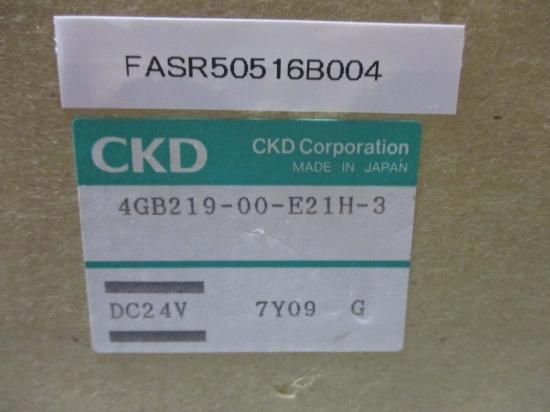 FASR50516B004
CKD CKD Corporation
MADE IN JAPAN
4GB219-00-E21H-3
DC24V 7Y09 G